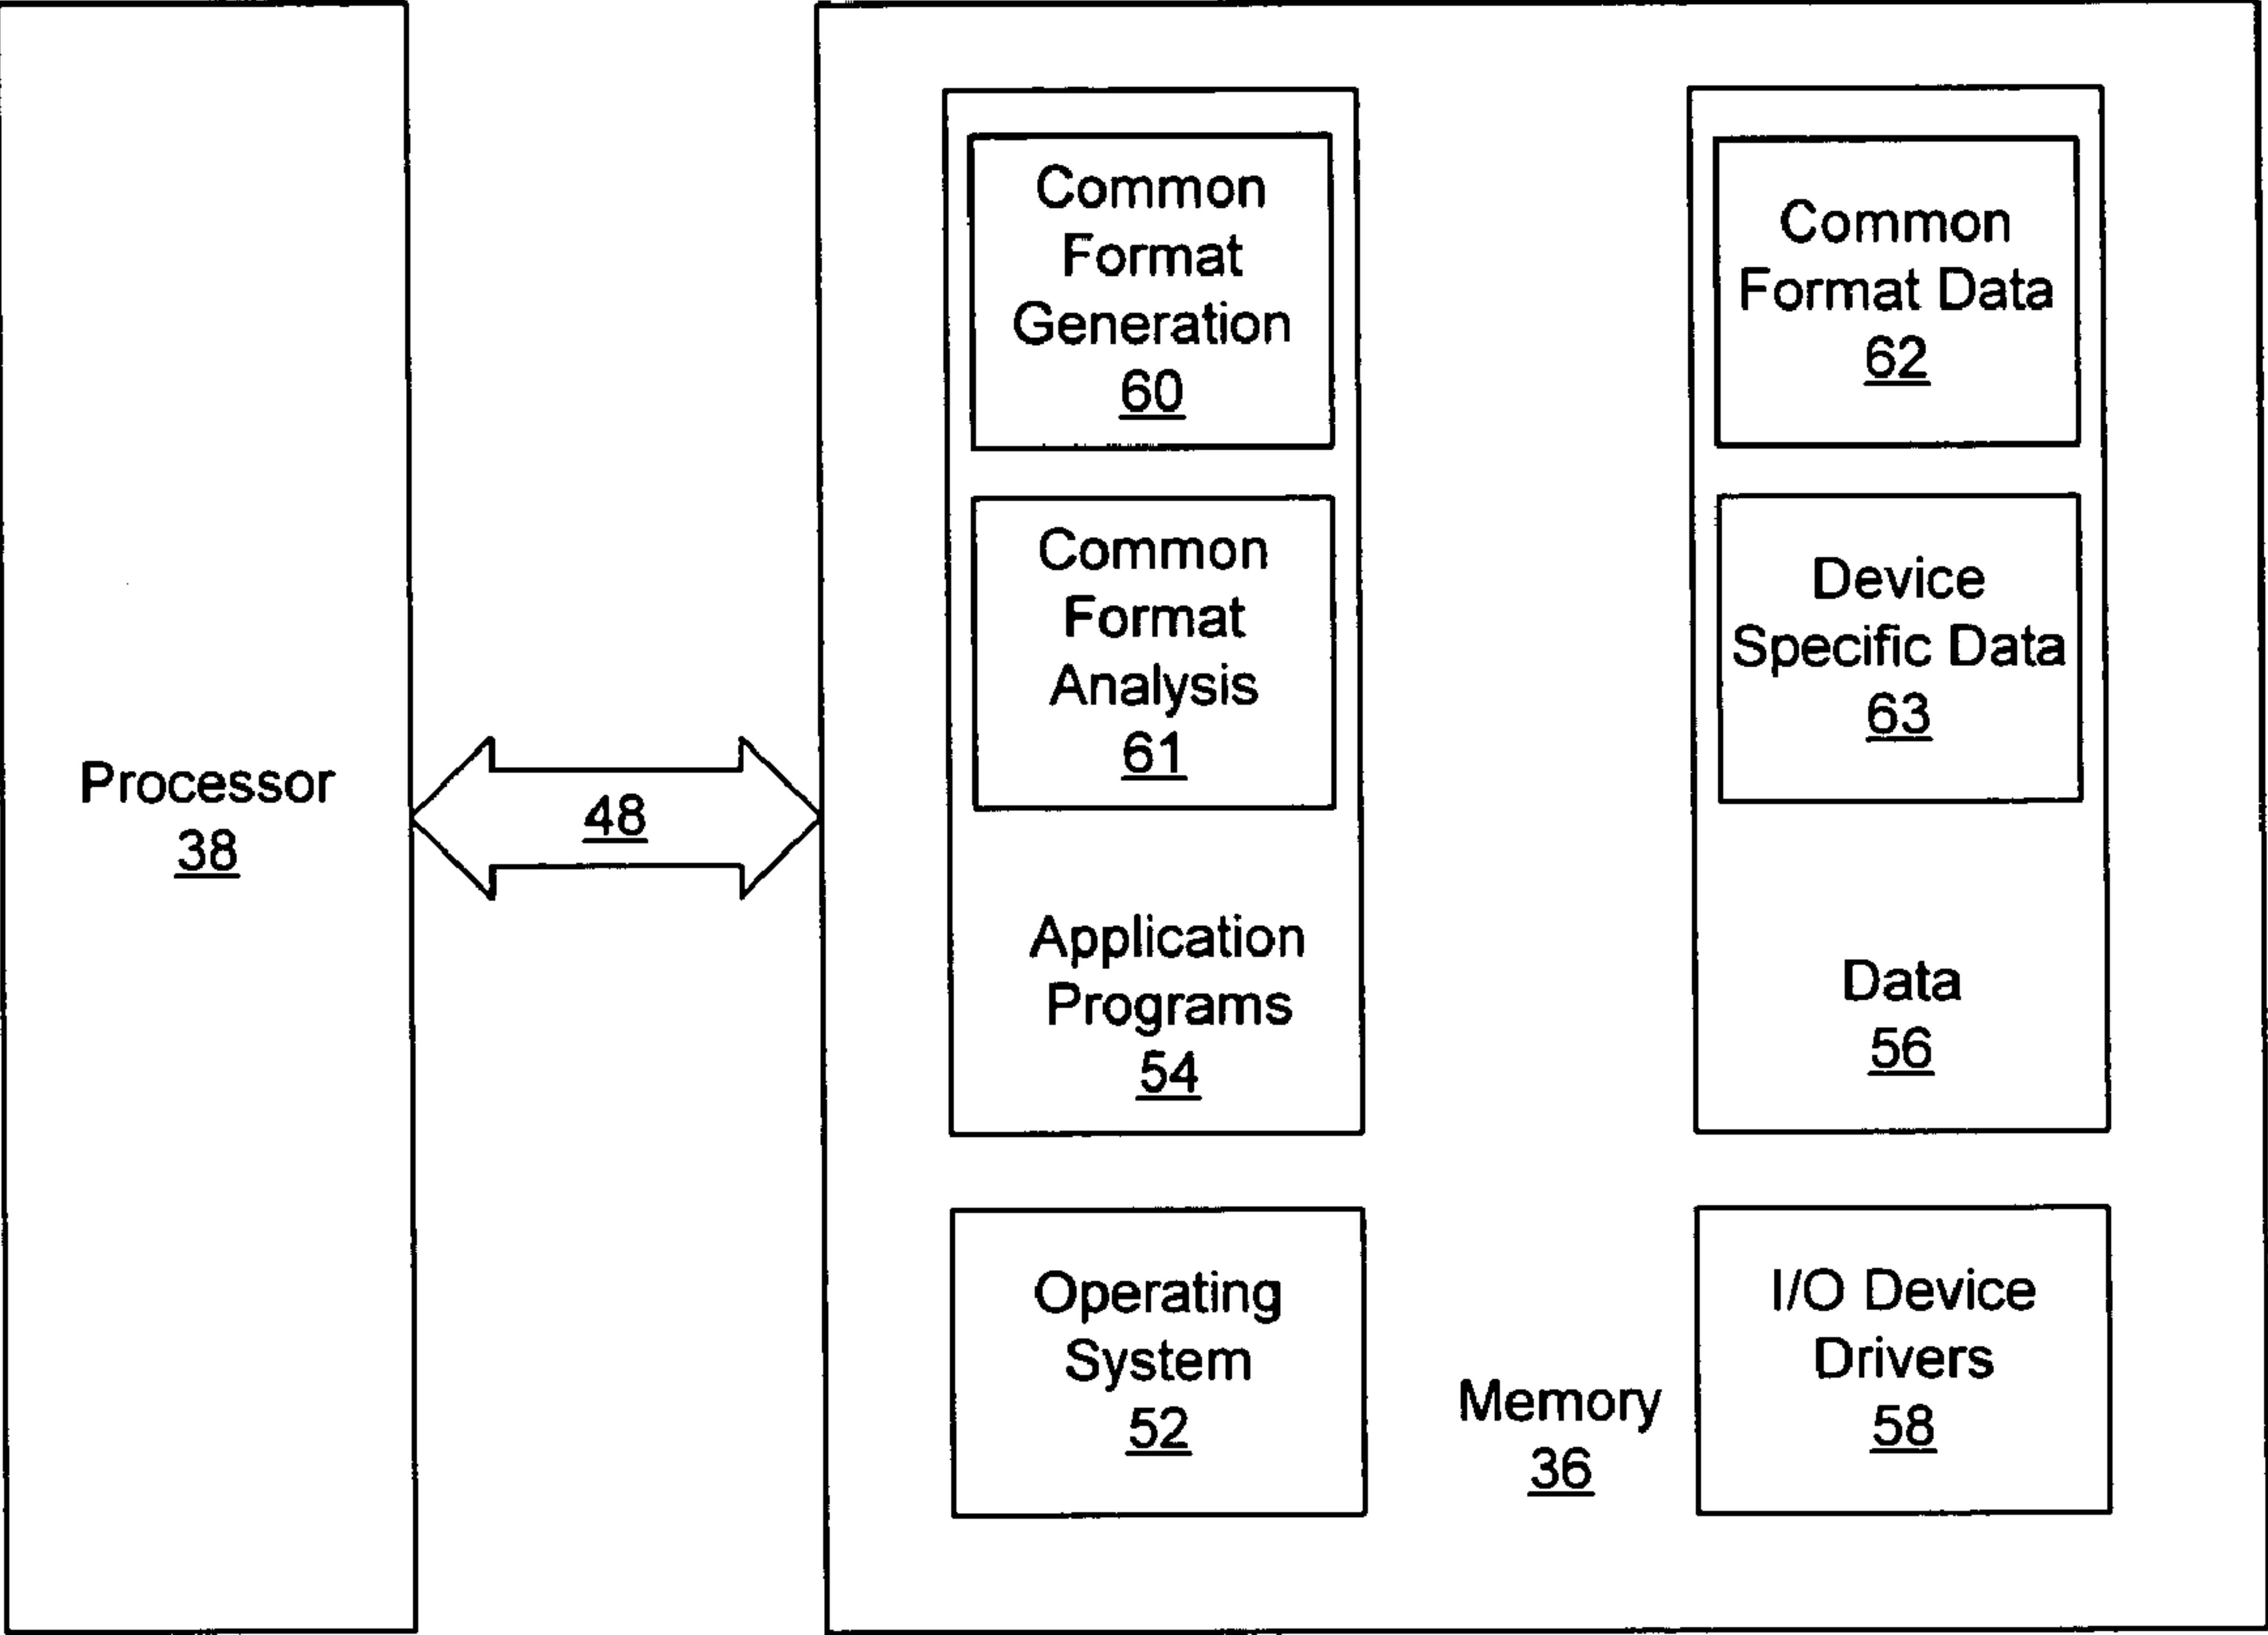 Processor
38
48
Common
Format
Generation
60
Common
Format
Analysis
61
Application
Programs
54
Common
Format Data
62
Device
Specific Data
63
Data
56
Operating
System
52
Memory
36
I/O Device
Drivers
58